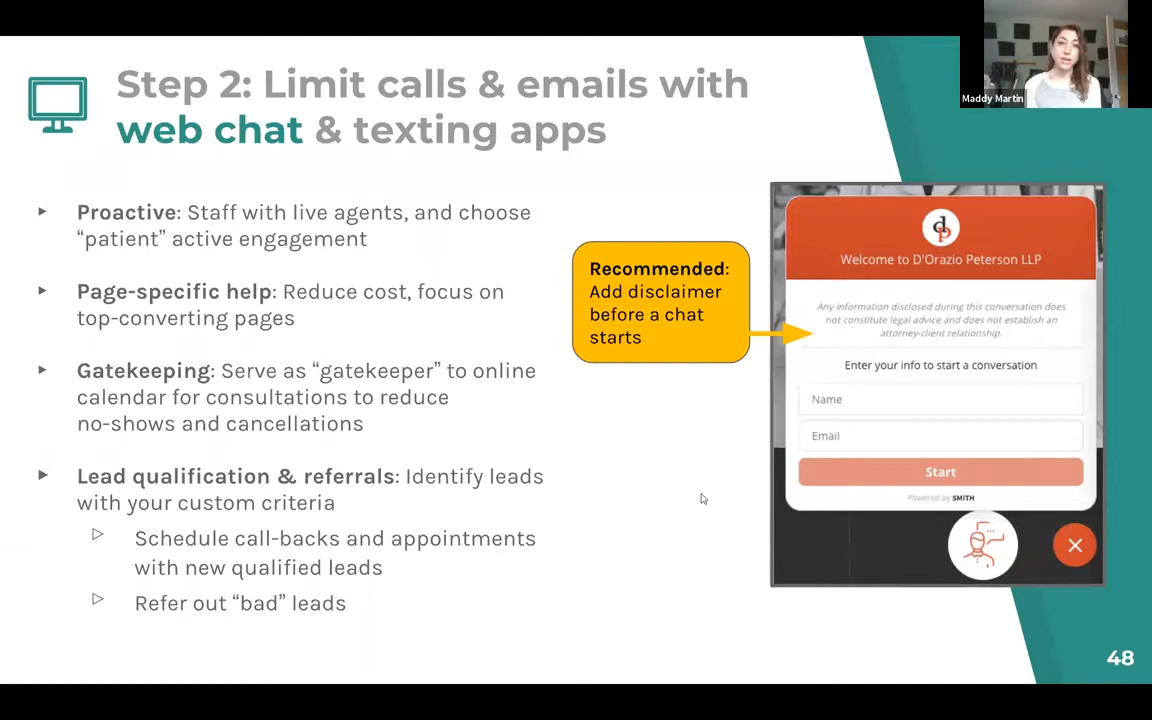 Maddy Martin
Step 2: Limit calls & emails with
web chat & texting apps
Proactive: Staff with live agents, and choose
“patient” active engagement
Page-specific help: Reduce cost, focus on
top-converting pages
Gatekeeping: Serve as “gatekeeper” to online
calendar for consultations to reduce
no-shows and cancellations
Lead qualification & referrals: Identify leads
with your custom criteria
Schedule call-backs and appointments
with new qualified leads
Refer out “bad” leads
Recommended:
Add disclaimer
before a chat
starts
dp
Welcome to D'Orazio Peterson LLP
Any information disclosed during this conversation does
not constitute legal advice and does not establish an
attorney-client relationship.
Enter your info to start a conversation
Name
Email
Start
Powered by SMITH
48